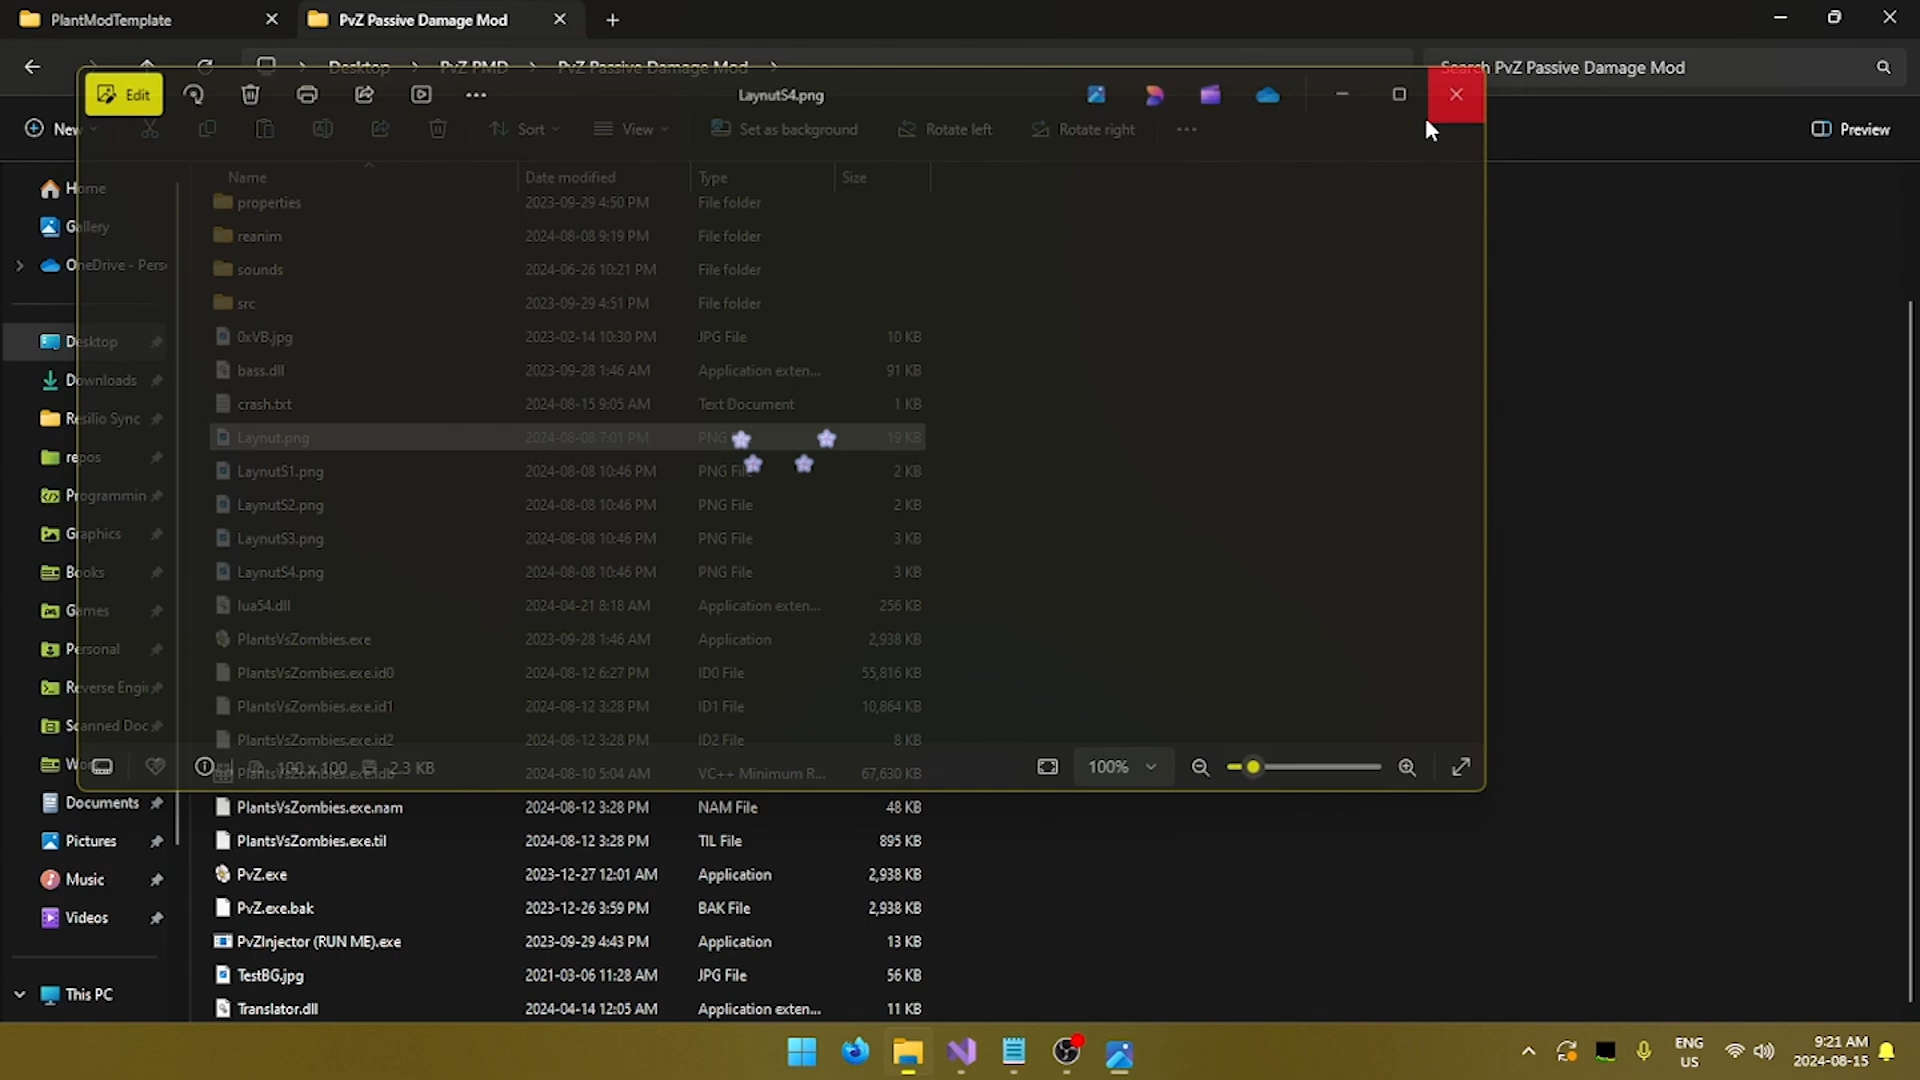 PlantModTemplate
PvZ Passive Damage Mod
Desktop > PvZ PMD > PvZ Passive Damage Mod >
Search PvZ Passive Damage Mod
Edit
LaynutS4.png
New
Sort
View
Set as background
Rotate left
Rotate right
Preview
Name Date modified Type Size
Home
Gallery
OneDrive - Pers
Desktop
Downloads
Resilio Sync
repos
Programmin
Graphics
Books
Games
Personal
Reverse Engi
Scanned Doc
Wo
Documents
Pictures
Music
Videos
This PC
properties 2023-09-29 4:50 PM File folder
reanim 2024-08-08 9:19 PM File folder
sounds 2024-06-26 10:21 PM File folder
src 2023-09-29 4:51 PM File folder
0xVB.jpg 2023-02-14 10:30 PM JPG File 10 KB
bass.dll 2023-09-28 1:46 AM Application exten... 91 KB
crash.txt 2024-08-15 9:05 AM Text Document 1 KB
Laynut.png 2024-08-08 7:01 PM PNG 19 KB
LaynutS1.png 2024-08-08 10:46 PM PNG File 2 KB
LaynutS2.png 2024-08-08 10:46 PM PNG File 2 KB
LaynutS3.png 2024-08-08 10:46 PM PNG File 3 KB
LaynutS4.png 2024-08-08 10:46 PM PNG File 3 KB
lua54.dll 2024-04-21 8:18 AM Application exten... 256 KB
PlantsVsZombies.exe 2023-09-28 1:46 AM Application 2,938 KB
PlantsVsZombies.exe.id0 2024-08-12 6:27 PM ID0 File 55,816 KB
PlantsVsZombies.exe.id1 2024-08-12 3:28 PM ID1 File 10,864 KB
PlantsVsZombies.exe.id2 2024-08-12 3:28 PM ID2 File 8 KB
PlantsVsZombies.exe.idb 2024-08-10 5:04 AM VC++ Minimum R... 67,630 KB
100 x 100 2.3 KB
100%
PlantsVsZombies.exe.nam 2024-08-12 3:28 PM NAM File 48 KB
PlantsVsZombies.exe.til 2024-08-12 3:28 PM TIL File 895 KB
PvZ.exe 2023-12-27 12:01 AM Application 2,938 KB
PvZ.exe.bak 2023-12-26 3:59 PM BAK File 2,938 KB
PvZInjector (RUN ME).exe 2023-09-29 4:43 PM Application 13 KB
TestBG.jpg 2021-03-06 11:28 AM JPG File 56 KB
Translator.dll 2024-04-14 12:05 AM Application exten... 11 KB
ENG
US
9:21 AM
2024-08-15